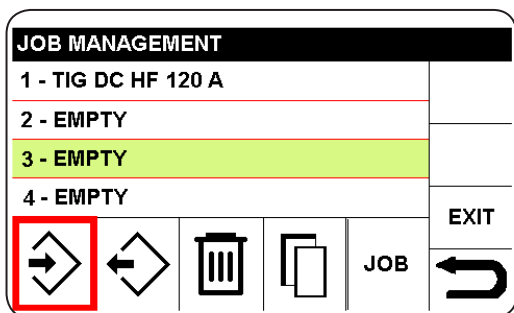 JOB MANAGEMENT
1 - TIG DC HF 120 A
2 - EMPTY
3 - EMPTY
4 - EMPTY
EXIT
JOB